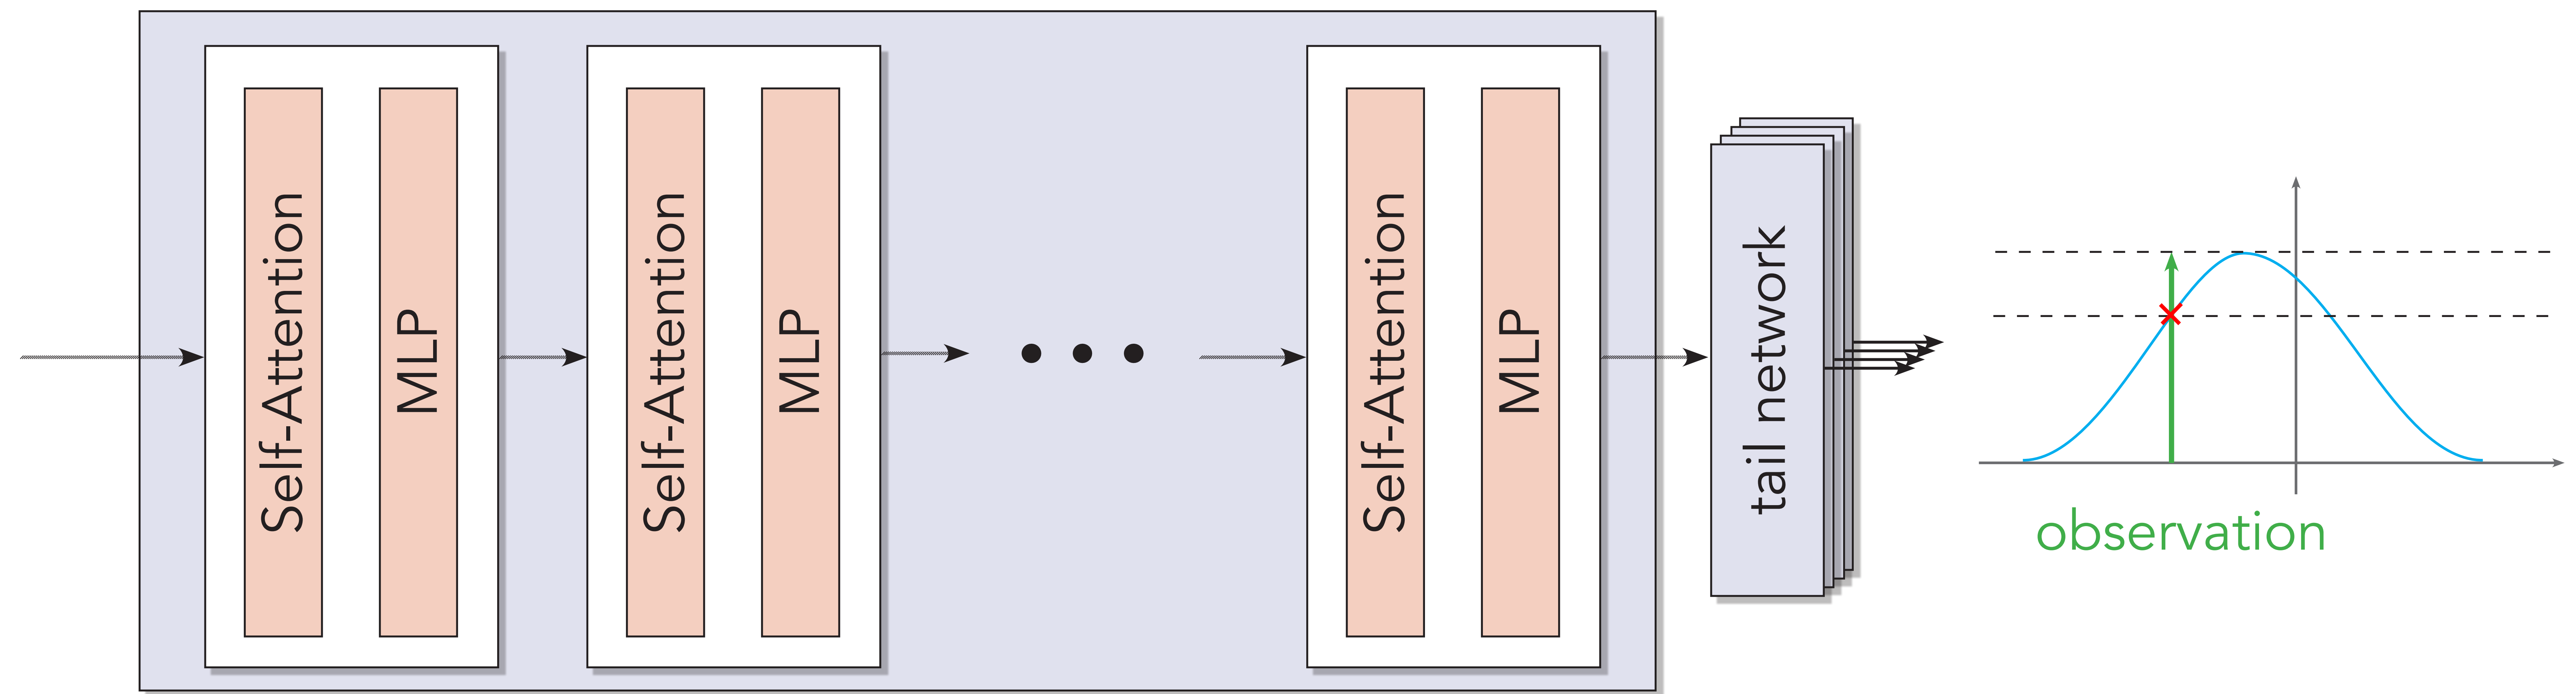 Self-Attention
MLP
Self-Attention
MLP
Self-Attention
MLP
tail network
observation